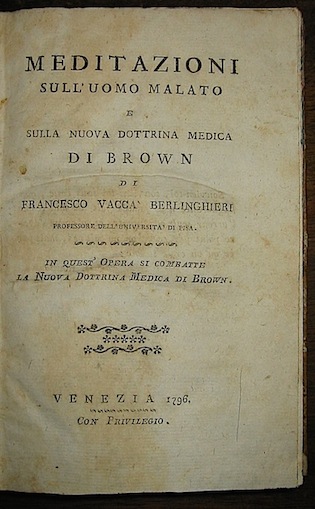 MEDITAZIONI
SULL'UOMO MALATO
E
SULLA NUOVA DOTTRINA MEDICA
DI BROWN
DI
FRANCESCO VACCA' BERLINGHIERI
PROFESSORE DELL'UNIVERSITA' DI PISA.
IN QUEST' OPERA SI COMBATTE
LA NUOVA DOTTRINA MEDICA DI BROWN.
VENEZIA 1796.
CON PRIVILEGIO.